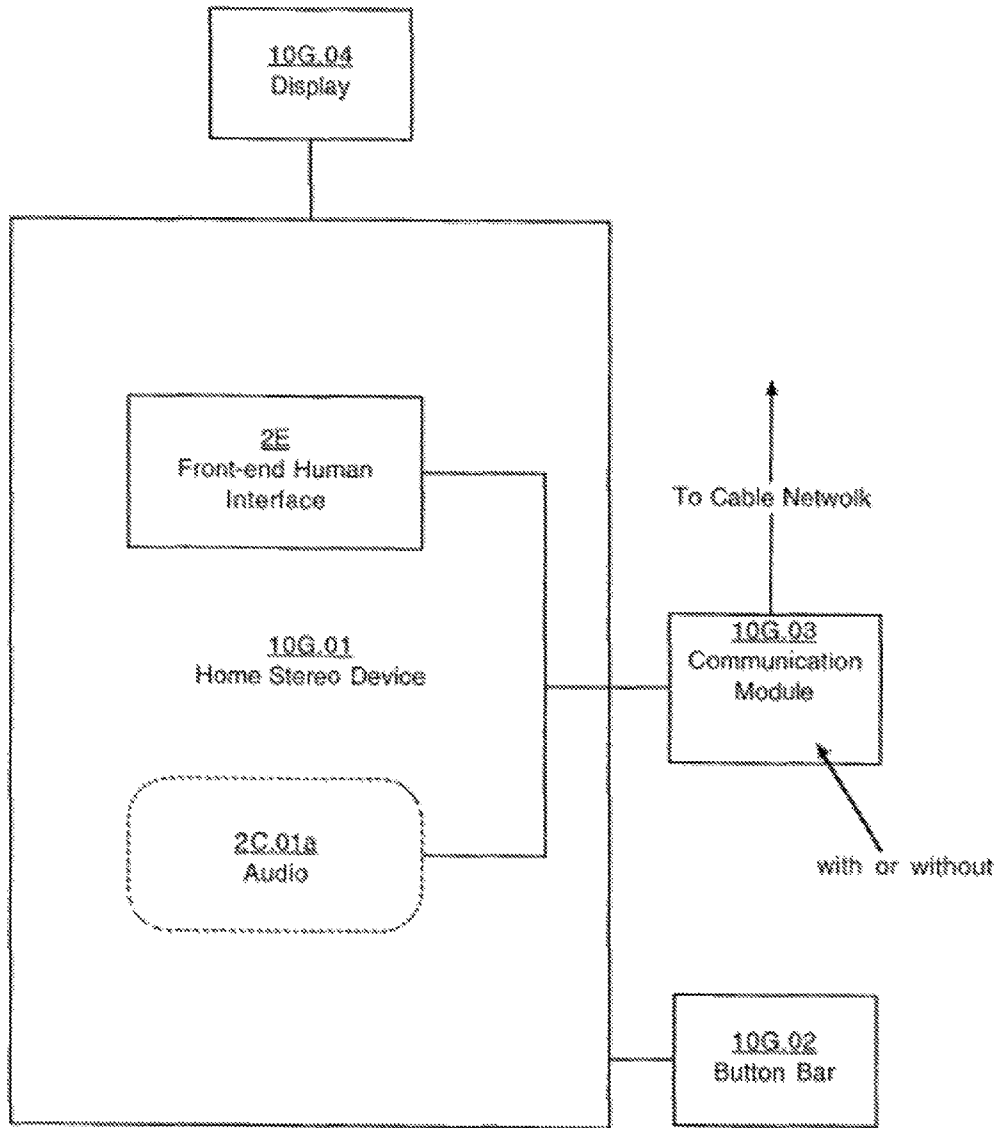 10G.04
Display
2E
Front-end Human
Interface
To Cable Netwolk
10G.01
Home Stereo Device
10G.03
Communication
Module
2C.01a
Audio
with or without
10G.02
Button Bar